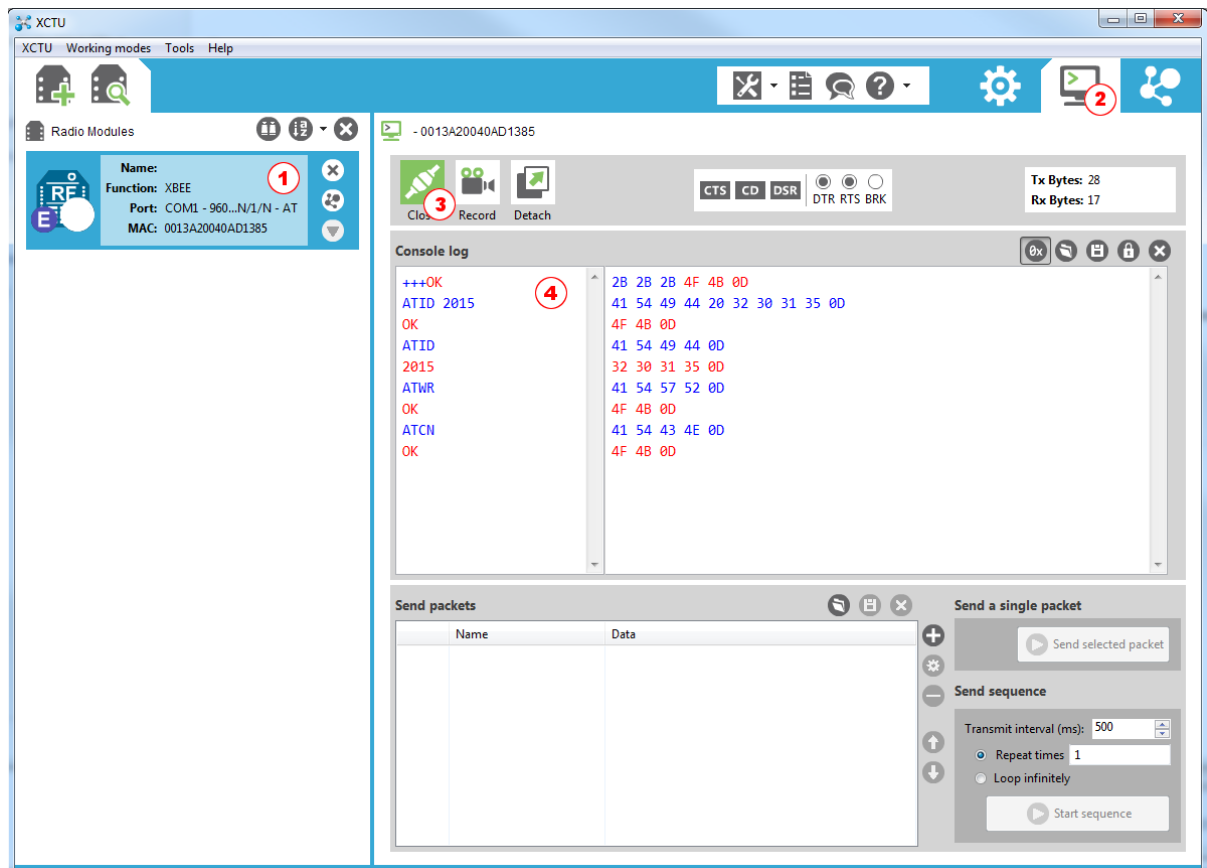 XCTU
XCTU Working modes Tools Help
2
Radio Modules
- 0013A20040AD1385
RF
E
Name:
Function: XBEE
Port: COM1 - 960...N/1/N - AT
MAC: 0013A20040AD1385
1
3
Clos
Record
Detach
CTS CD DSR
DTR RTS BRK
Tx Bytes: 28
Rx Bytes: 17
Console log
0x
4
+++OK
ATID 2015
OK
ATID
2015
ATWR
OK
ATCN
OK
2B 2B 2B 4F 4B 0D
41 54 49 44 20 32 30 31 35 0D
4F 4B 0D
41 54 49 44 0D
32 30 31 35 0D
41 54 57 52 0D
4F 4B 0D
41 54 43 4E 0D
4F 4B 0D
Send packets
Name Data
Send a single packet
Send selected packet
Send sequence
Transmit interval (ms): 500
Repeat times 1
Loop infinitely
Start sequence